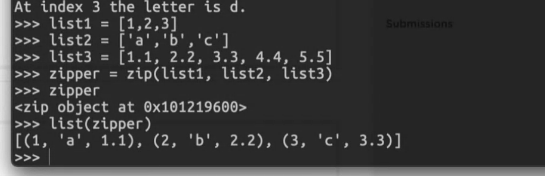 At index 3 the letter is d.
>>> list1 = [1,2,3]
>>> list2 = ['a','b','c']
>>> list3 = [1.1, 2.2, 3.3, 4.4, 5.5]
>>> zipper = zip(list1, list2, list3)
>>> zipper
<zip object at 0x101219600>
>>> list(zipper)
[(1, 'a', 1.1), (2, 'b', 2.2), (3, 'c', 3.3)]
>>>
Submissions